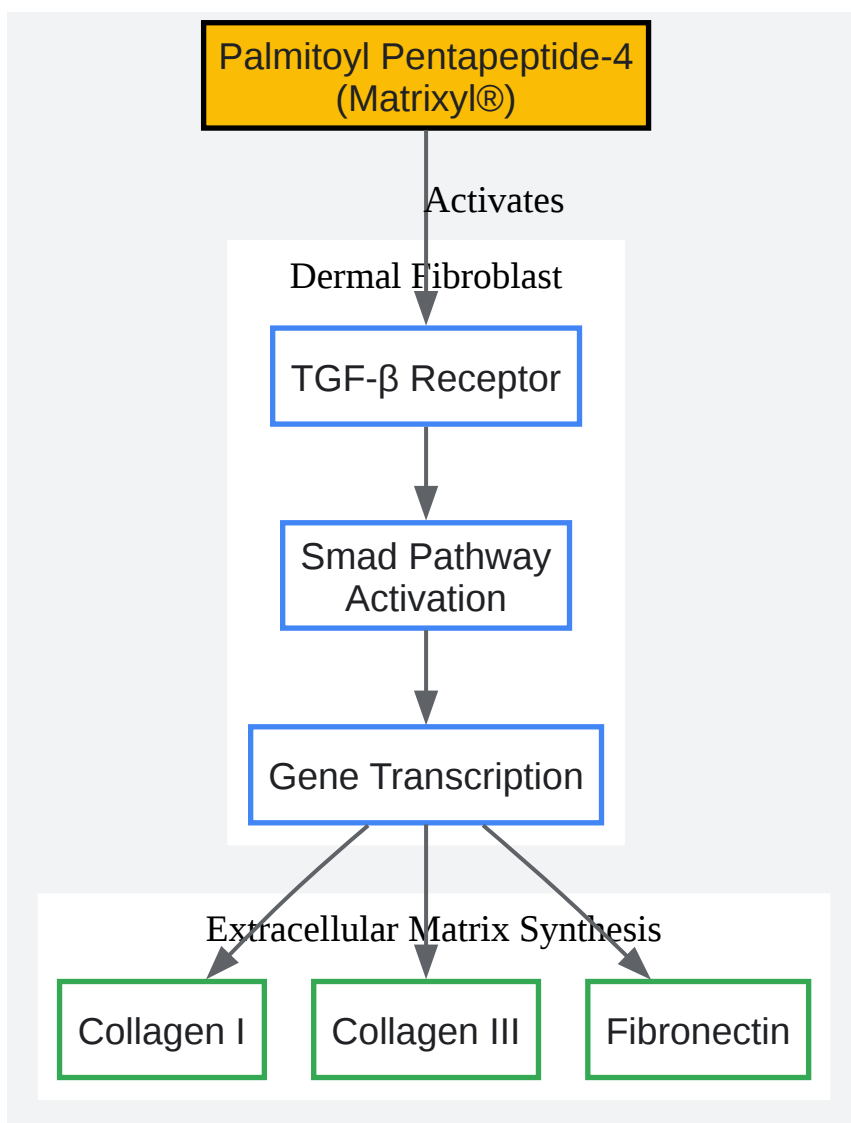 Palmitoyl Pentapeptide-4
(Matrixyl®)
Activates
Dermal Fibroblast
TGF-β Receptor
Smad Pathway
Activation
Gene Transcription
Extracellular Matrix Synthesis
Collagen I
Collagen III
Fibronectin